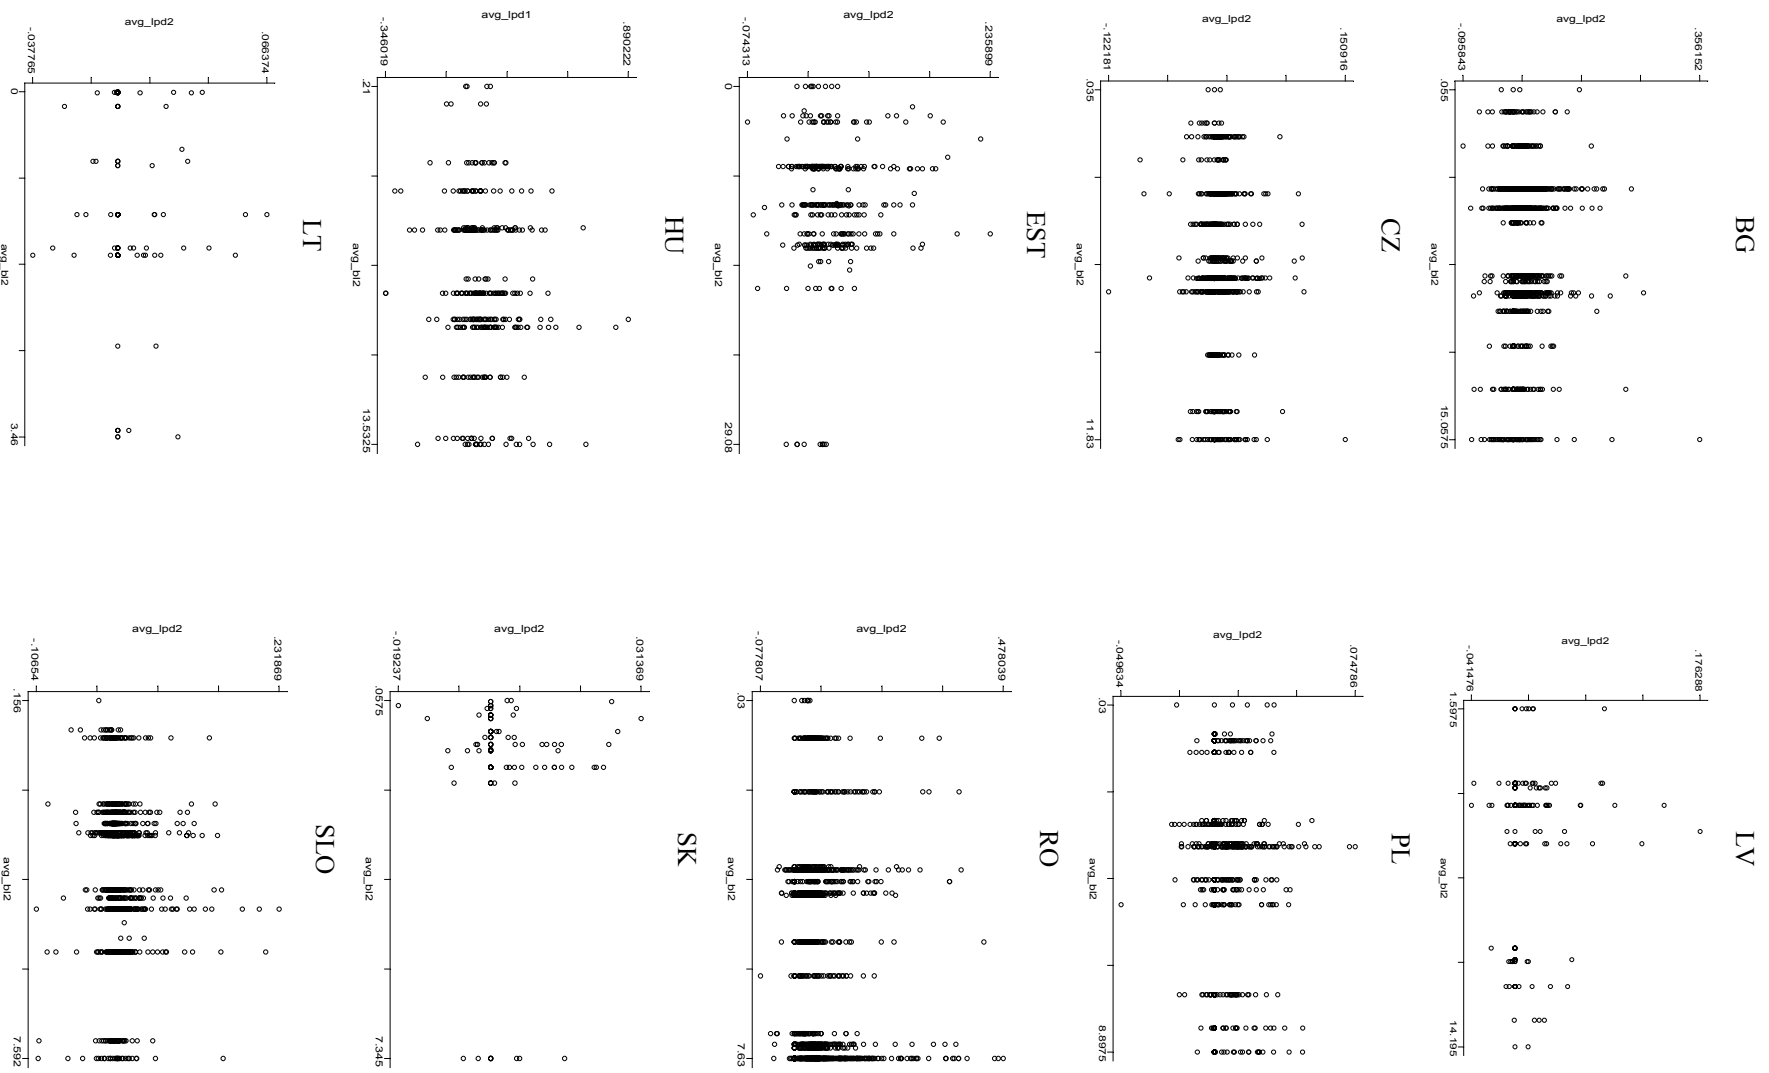 BG
.356152
avg_lpd2
-.095843
.055
15.0575
avg_bl2
LV
.176288
avg_lpd2
-.041476
1.5975
14.195
avg_bl2
CZ
.150916
avg_lpd2
-.122181
.035
11.83
avg_bl2
PL
.074786
avg_lpd2
-.049634
.03
8.8975
avg_bl2
EST
.235899
avg_lpd2
-.074313
0
29.08
avg_bl2
RO
.478039
avg_lpd2
-.077807
.03
7.63
avg_bl2
HU
.890222
avg_lpd1
-.346019
.21
13.5325
avg_bl2
SK
.031369
avg_lpd2
-.019237
.0575
7.345
avg_bl2
LT
.066374
avg_lpd2
-.037765
0
3.46
avg_bl2
SLO
.231869
avg_lpd2
-.10654
.156
7.592
avg_bl2